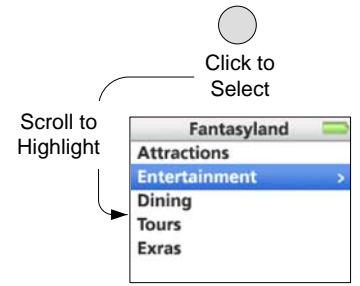 Click to
Select
Scroll to
Highlight
Fantasyland
Attractions
Entertainment >
Dining
Tours
Exras